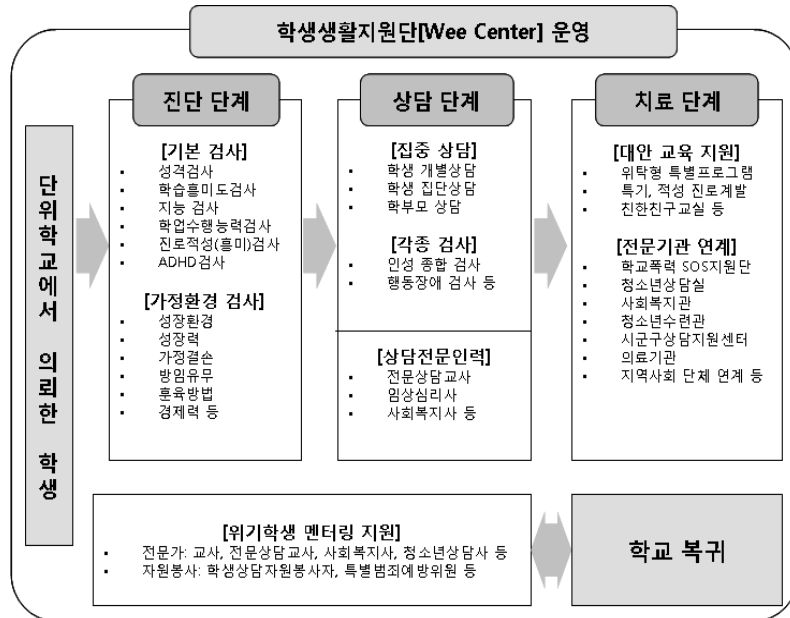 학생생활지원단[Wee Center] 운영
단위학교에서 의뢰한 학생
진단 단계
[기본 검사]
▪ 성격검사
▪ 학습흥미도검사
▪ 지능 검사
▪ 학업수행능력검사
▪ 진로적성(흥미)검사
▪ ADHD검사
[가정환경 검사]
▪ 성장환경
▪ 성장력
▪ 가정결손
▪ 방임유무
▪ 훈육방법
▪ 경제력 등
상담 단계
[집중 상담]
▪ 학생 개별상담
▪ 학생 집단상담
▪ 학부모 상담
[각종 검사]
▪ 인성 종합 검사
▪ 행동장애 검사 등
[상담전문인력]
▪ 전문상담교사
▪ 임상심리사
▪ 사회복지사 등
치료 단계
[대안 교육 지원]
▪ 위탁형 특별프로그램
▪ 특기, 적성 진로계발
▪ 친한친구교실 등
[전문기관 연계]
▪ 학교폭력 SOS지원단
▪ 청소년상담실
▪ 사회복지관
▪ 청소년수련관
▪ 시군구상담지원센터
▪ 의료기관
▪ 지역사회 단체 연계 등
[위기학생 멘터링 지원]
▪ 전문가: 교사, 전문상담교사, 사회복지사, 청소년상담사 등
▪ 자원봉사: 학생상담자원봉사자, 특별범죄예방위원 등
학교 복귀